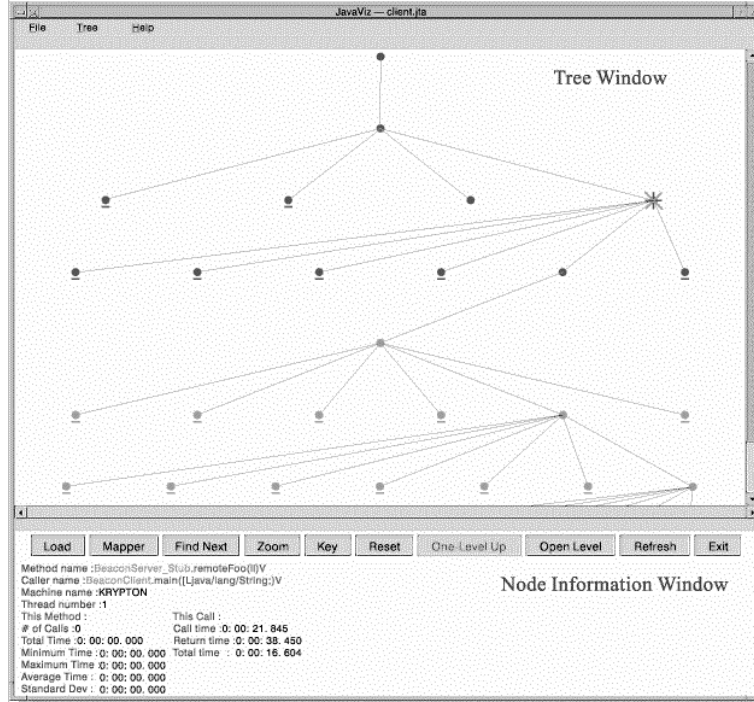 JavaViz — client.jta
File Tree Help
Tree Window
Load Mapper Find Next Zoom Key Reset One-Level Up Open Level Refresh Exit
Method name :BeaconServer_Stub.remoteFoo(II)V
Caller name :BeaconClient.main([Ljava/lang/String;)V
Node Information Window
Machine name :KRYPTON
Thread number :1
This Method : This Call :
# of Calls :0 Call time :0: 00: 21. 845
Total Time :0: 00: 00. 000 Return time :0: 00: 38. 450
Minimum Time :0: 00: 00. 000 Total time : 0: 00: 16. 604
Maximum Time :0: 00: 00. 000
Average Time : 0: 00: 00. 000
Standard Dev : 0: 00: 00. 000